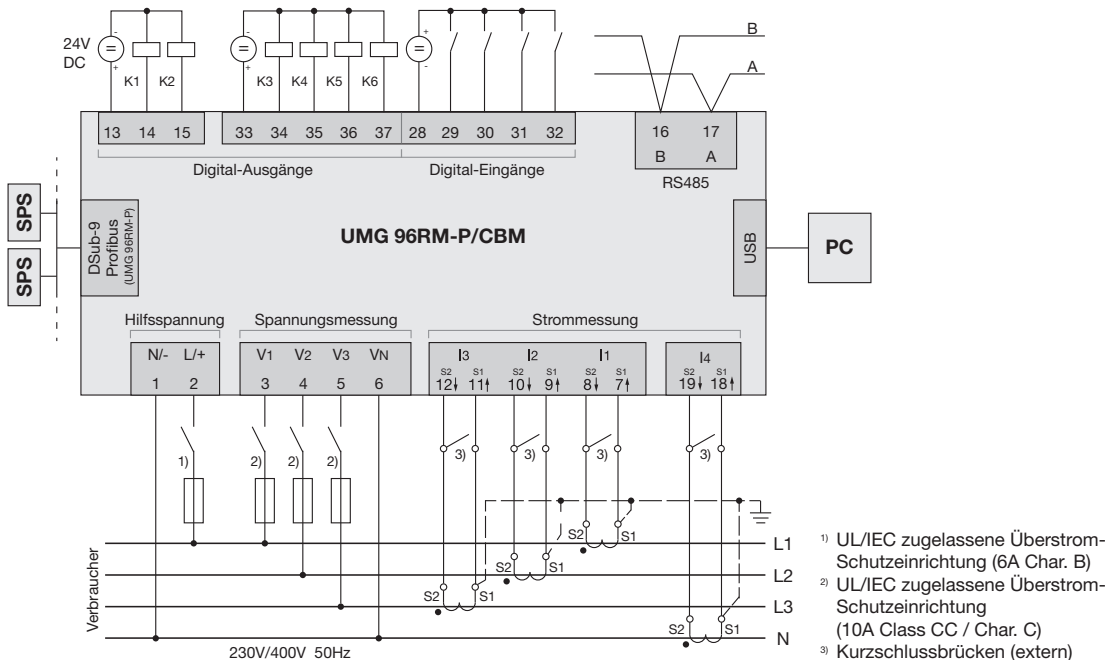 24V
DC
K1 K2 K3 K4 K5 K6
- + - + + -
B
A
13 14 15 33 34 35 36 37 28 29 30 31 32 16 17
B A
Digital-Ausgänge Digital-Eingänge RS485
SPS
SPS
DSub-9
Profibus
(UMG 96RM-P)
UMG 96RM-P/CBM
USB
PC
Hilfsspannung Spannungsmessung Strommessung
N/- L/+ V1 V2 V3 VN I3 I2 I1 I4
S2 S1 S2 S1 S2 S1 S2 S1
1 2 3 4 5 6 12 11 10 9 8 7 19 18
1) 2) 2) 2) 3) 3) 3) 3)
S2 S1
L1
S2 S1
L2
S2 S1
L3
S2 S1
N
Verbraucher
230V/400V 50Hz
1) UL/IEC zugelassene Überstrom-
Schutzeinrichtung (6A Char. B)
2) UL/IEC zugelassene Überstrom-
Schutzeinrichtung
(10A Class CC / Char. C)
3) Kurzschlussbrücken (extern)